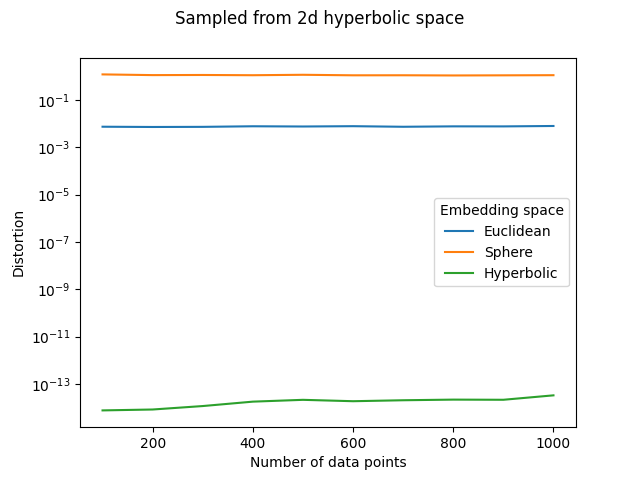 Sampled from 2d hyperbolic space
Distortion
10⁻¹
10⁻³
10⁻⁵
10⁻⁷
10⁻⁹
10⁻¹¹
10⁻¹³
Embedding space
Euclidean
Sphere
Hyperbolic
200 400 600 800 1000
Number of data points